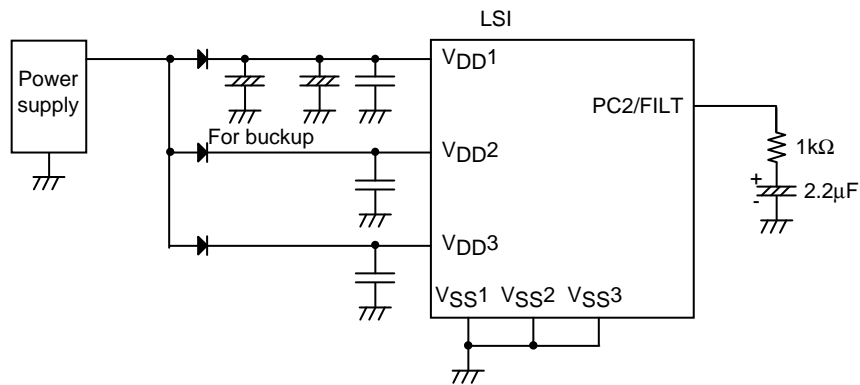 LSI
Power
supply
VDD1
PC2/FILT
For buckup
1kΩ
VDD2
+
-
2.2μF
VDD3
VSS1 VSS2 VSS3